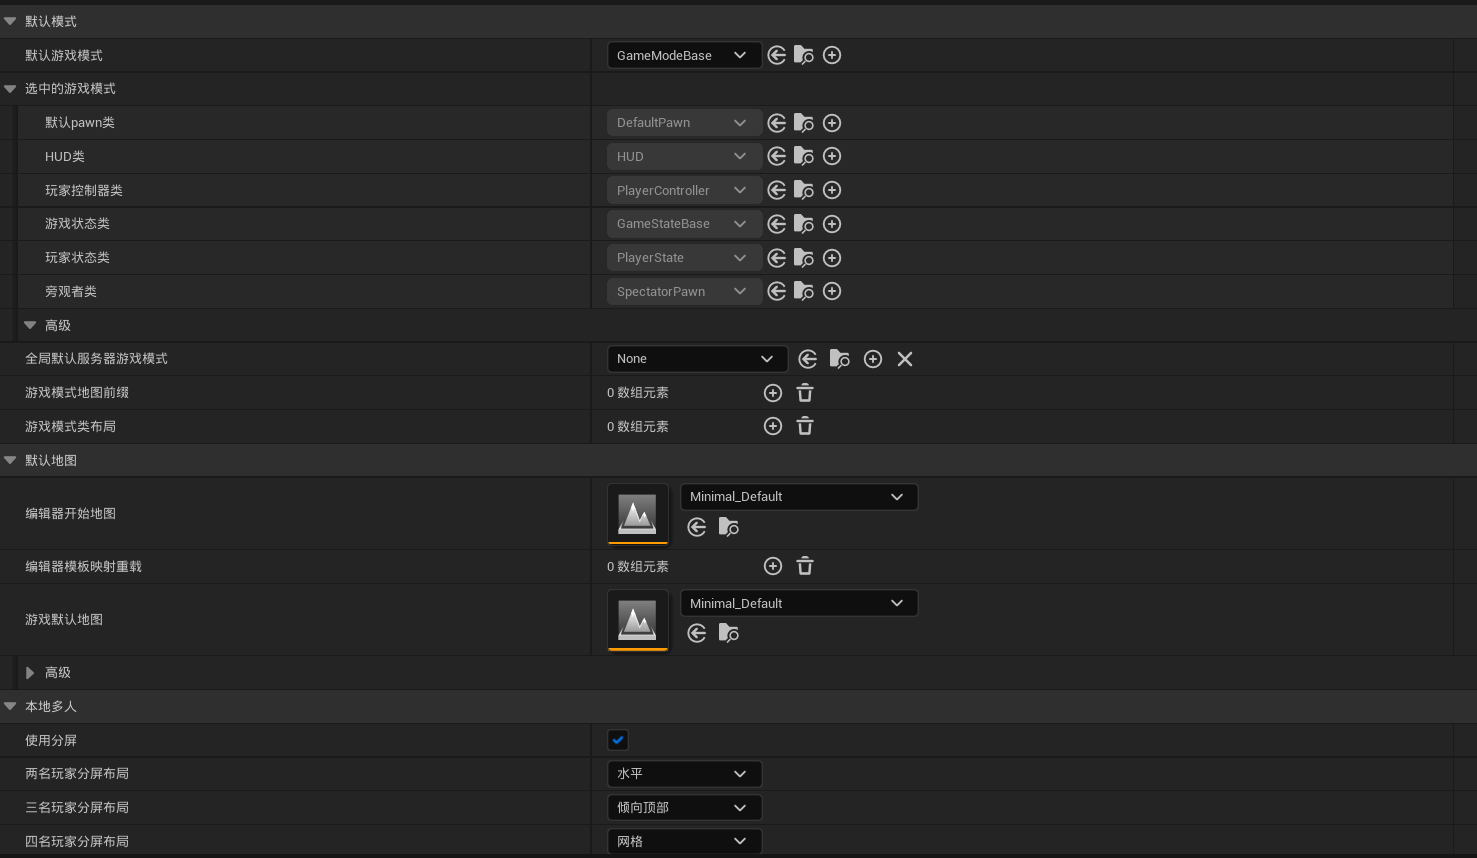 默认模式
默认游戏模式 GameModeBase
选中的游戏模式
默认pawn类 DefaultPawn
HUD类 HUD
玩家控制器类 PlayerController
游戏状态类 GameStateBase
玩家状态类 PlayerState
旁观者类 SpectatorPawn
高级
全局默认服务器游戏模式 None
游戏模式地图前缀 0 数组元素
游戏模式类布局 0 数组元素
默认地图
编辑器开始地图 Minimal_Default
编辑器模板映射重载 0 数组元素
游戏默认地图 Minimal_Default
高级
本地多人
使用分屏
两名玩家分屏布局 水平
三名玩家分屏布局 倾向顶部
四名玩家分屏布局 网格